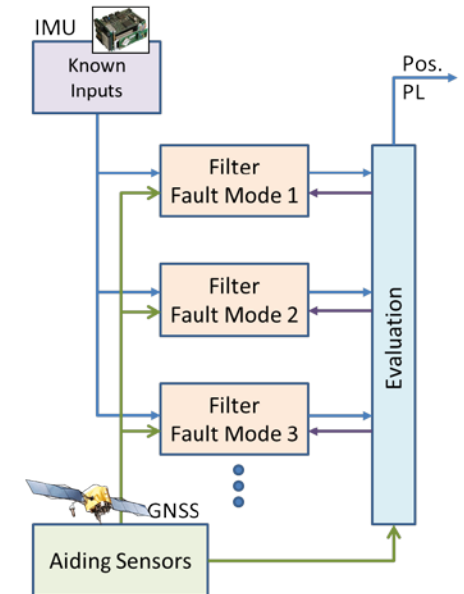 IMU
Known
Inputs
Pos.
PL
Filter
Fault Mode 1
Filter
Fault Mode 2
Filter
Fault Mode 3
Evaluation
GNSS
Aiding Sensors